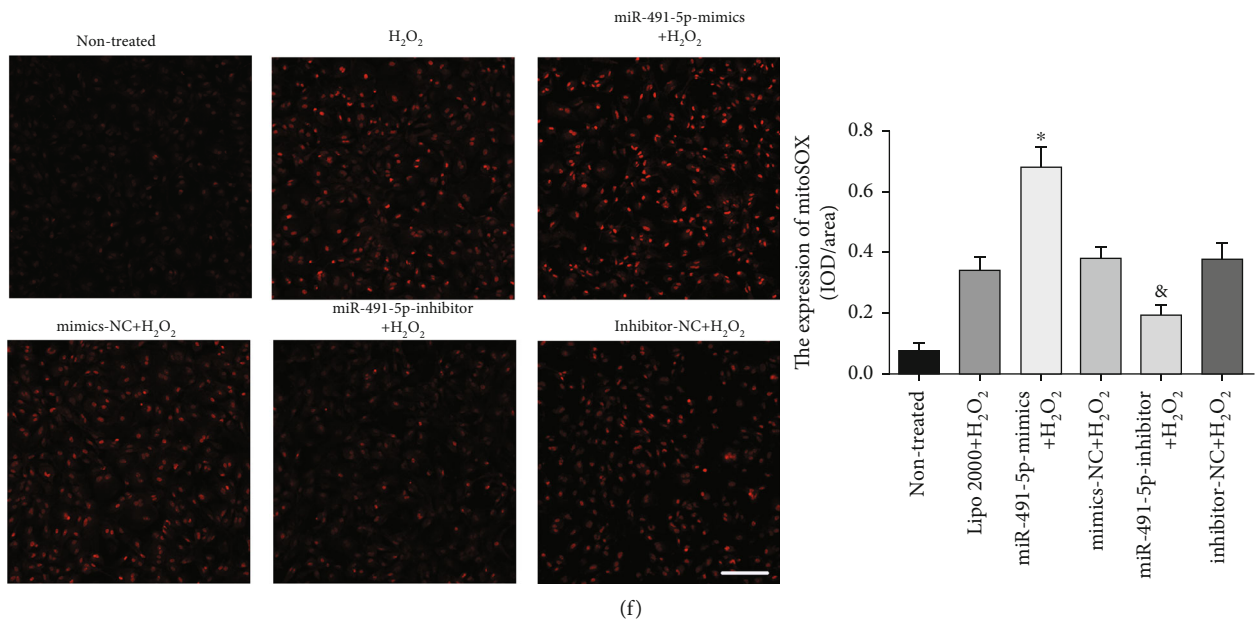 Non-treated
H₂O₂
miR-491-5p-mimics
+H₂O₂
mimics-NC+H₂O₂
miR-491-5p-inhibitor
+H₂O₂
Inhibitor-NC+H₂O₂
The expression of mitoSOX
(IOD/area)
0.8
0.6
0.4
0.2
0.0
*
&
Non-treated
Lipo 2000+H₂O₂
miR-491-5p-mimics
+H₂O₂
mimics-NC+H₂O₂
miR-491-5p-inhibitor
+H₂O₂
inhibitor-NC+H₂O₂
(f)